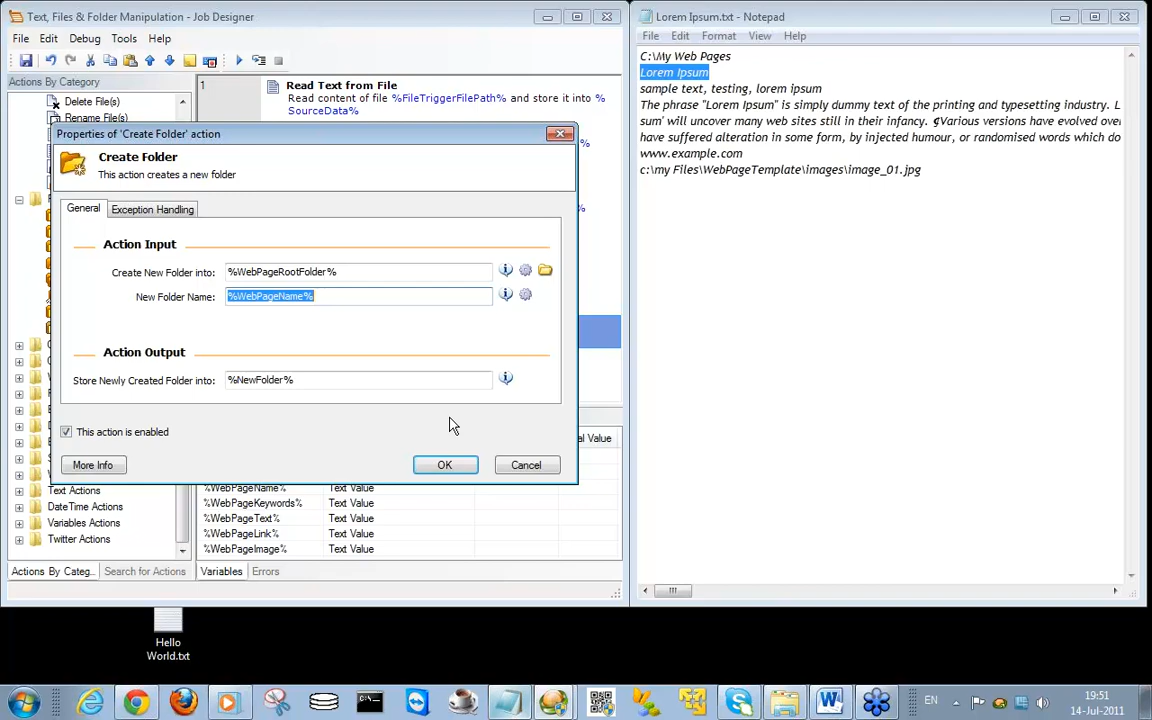 Text, Files & Folder Manipulation - Job Designer
File Edit Debug Tools Help
Actions By Category
Delete File(s)
Rename File(s)
1
Read Text from File
Read content of file %FileTriggerFilePath% and store it into %
SourceData%
Properties of 'Create Folder' action
Create Folder
This action creates a new folder
General
Exception Handling
Action Input
Create New Folder into:
%WebPageRootFolder%
New Folder Name:
%WebPageName%
Action Output
Store Newly Created Folder into:
%NewFolder%
This action is enabled
More Info
OK
Cancel
al Value
%WebPageName% Text Value
%WebPageKeywords% Text Value
%WebPageText% Text Value
%WebPageLink% Text Value
%WebPageImage% Text Value
Text Actions
DateTime Actions
Variables Actions
Twitter Actions
Actions By Categ...
Search for Actions
Variables
Errors
Lorem Ipsum.txt - Notepad
File Edit Format View Help
C:\My Web Pages
Lorem Ipsum
sample text, testing, lorem ipsum
The phrase "Lorem Ipsum" is simply dummy text of the printing and typesetting industry. L
sum' will uncover many web sites still in their infancy. Various versions have evolved over
have suffered alteration in some form, by injected humour, or randomised words which do
www.example.com
c:\my Files\WebPageTemplate\images\image_01.jpg
Hello
World.txt
EN
19:51
14-Jul-2011